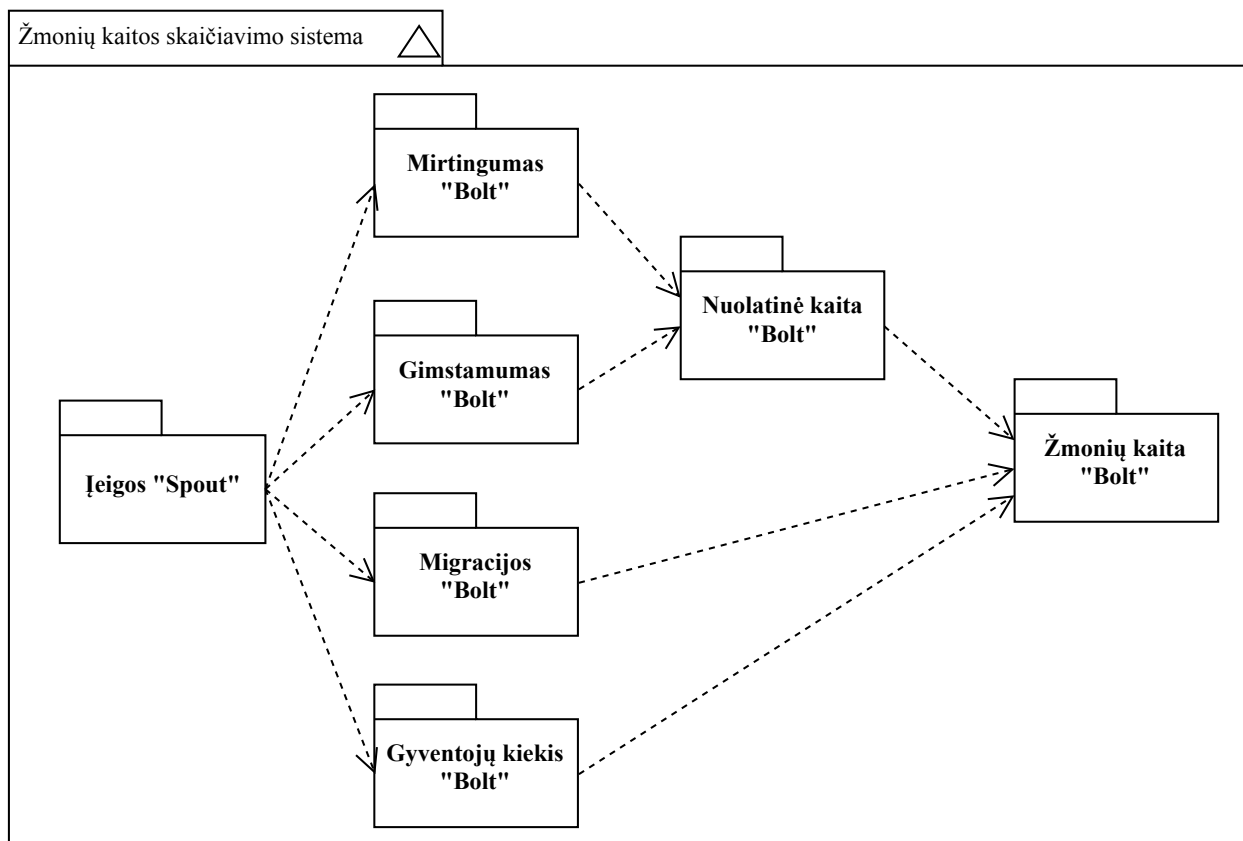 Žmonių kaitos skaičiavimo sistema
Mirtingumas
"Bolt"
Nuolatinė kaita
"Bolt"
Gimstamumas
"Bolt"
Žmonių kaita
"Bolt"
Įeigos "Spout"
Migracijos
"Bolt"
Gyventojų kiekis
"Bolt"